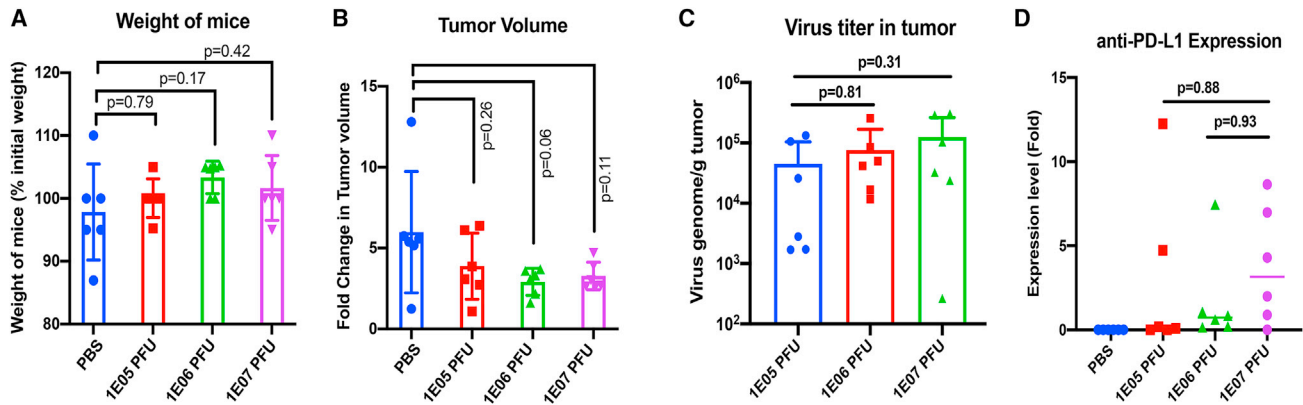 A
Weight of mice
Weight of mice (% initial weight)
120
110
100
90
80
p=0.42
p=0.17
p=0.79
PBS
1E05 PFU
1E06 PFU
1E07 PFU
B
Tumor Volume
Fold Change in Tumor volume
15
10
5
0
p=0.26
p=0.06
p=0.11
PBS
1E05 PFU
1E06 PFU
1E07 PFU
C
Virus titer in tumor
Virus genome/g tumor
10⁶
10⁵
10⁴
10³
10²
p=0.31
p=0.81
1E05 PFU
1E06 PFU
1E07 PFU
D
anti-PD-L1 Expression
Expression level (Fold)
15
10
5
0
p=0.88
p=0.93
PBS
1E05 PFU
1E06 PFU
1E07 PFU